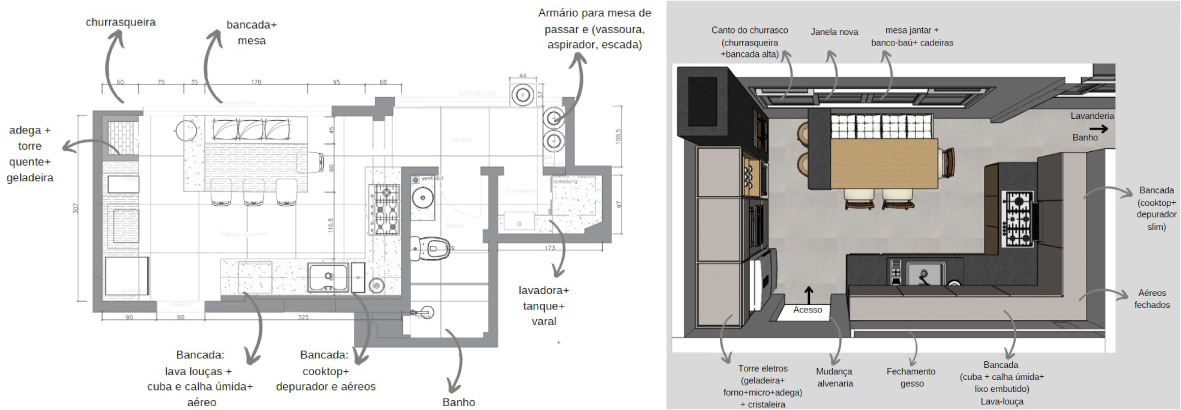 churrasqueira
bancada+
mesa
Armário para mesa de
passar e (vassoura,
aspirador, escada)
adega +
torre
quente+
geladeira
60
75
35
170
95
60
44
37
307
45
60
110,5
100,5
97
173
90
80
325
lavadora+
tanque+
varal
Bancada:
lava louças +
cuba e calha úmida+
aéreo
Bancada:
cooktop+
depurador e aéreos
Banho
Canto do churrasco
(churrasqueira
+bancada alta)
Janela nova
mesa jantar +
banco-baú+ cadeiras
Lavanderia
Banho
Bancada
(cooktop+
depurador
slim)
Aéreos
fechados
Acesso
Torre eletros
(geladeira+
forno+micro+adega)
+ cristaleira
Mudança
alvenaria
Fechamento
gesso
Bancada
(cuba + calha úmida+
lixo embutido)
Lava-louça